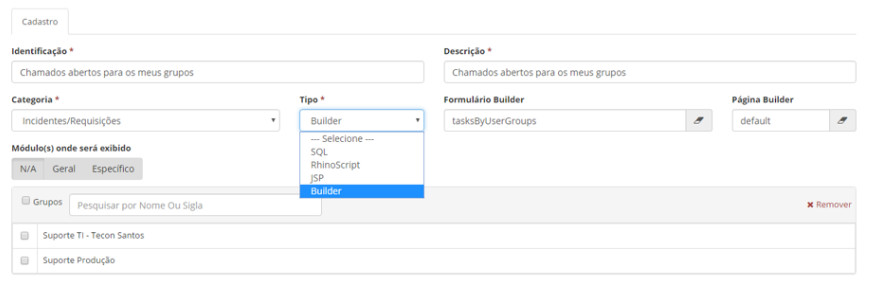 Cadastro
Identificação *
Descrição *
Chamados abertos para os meus grupos
Chamados abertos para os meus grupos
Categoria *
Tipo *
Formulário Builder
Página Builder
Incidentes/Requisições
Builder
tasksByUserGroups
default
--- Selecione ---
SQL
RhinoScript
JSP
Builder
Módulo(s) onde será exibido
N/A Geral Específico
Grupos
Pesquisar por Nome Ou Sigla
Remover
Suporte TI - Tecon Santos
Suporte Produção